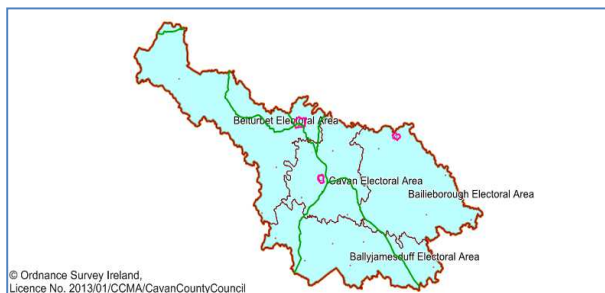 Belturbet Electoral Area
Cavan Electoral Area
Bailieborough Electoral Area
Ballyjamesduff Electoral Area
© Ordnance Survey Ireland,
Licence No. 2013/01/CCMA/CavanCountyCouncil